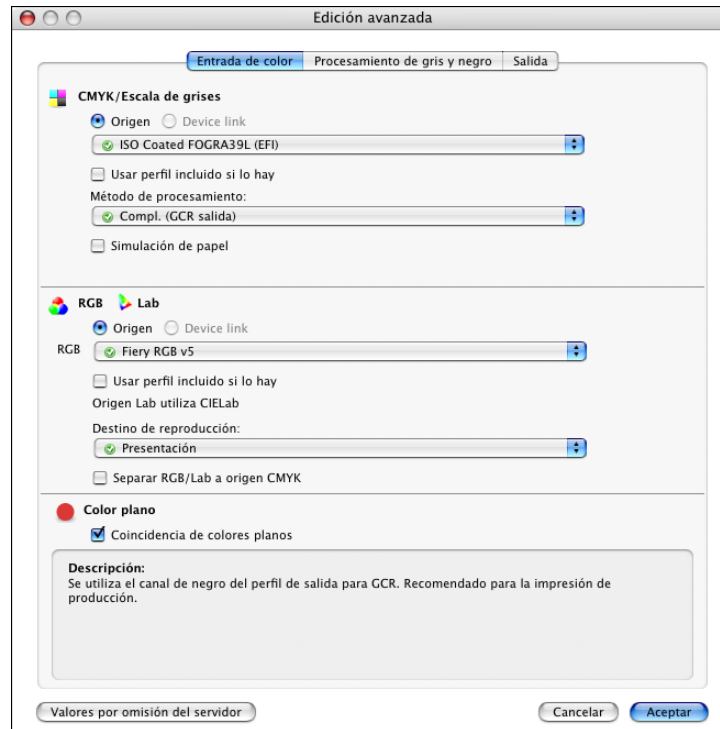 Edición avanzada
Entrada de color Procesamiento de gris y negro Salida
CMYK/Escala de grises
Origen Device link
ISO Coated FOGRA39L (EFI)
Usar perfil incluido si lo hay
Método de procesamiento:
Compl. (GCR salida)
Simulación de papel
RGB Lab
Origen Device link
RGB Fiery RGB v5
Usar perfil incluido si lo hay
Origen Lab utiliza CIELab
Destino de reproducción:
Presentación
Separar RGB/Lab a origen CMYK
Color plano
Coincidencia de colores planos
Descripción:
Se utiliza el canal de negro del perfil de salida para GCR. Recomendado para la impresión de
producción.
Valores por omisión del servidor Cancelar Aceptar